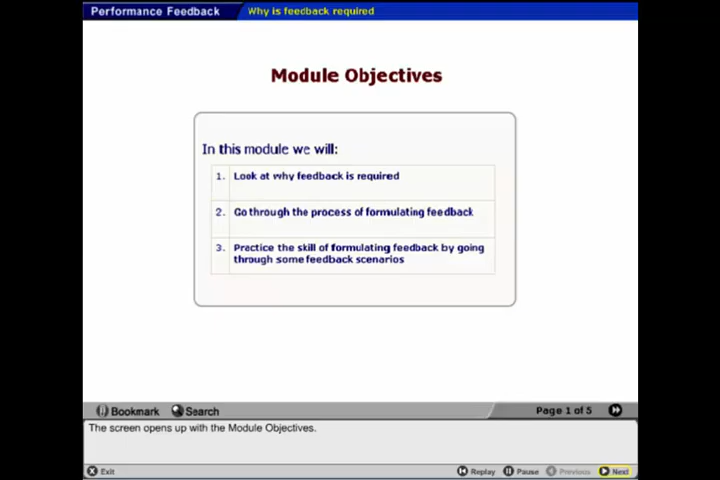 Performance Feedback Why is feedback required
Module Objectives
In this module we will:
1. Look at why feedback is required
2. Go through the process of formulating feedback
3. Practice the skill of formulating feedback by going
through some feedback scenarios
Bookmark Search Page 1 of 5
The screen opens up with the Module Objectives.
Exit Replay Pause Previous Next